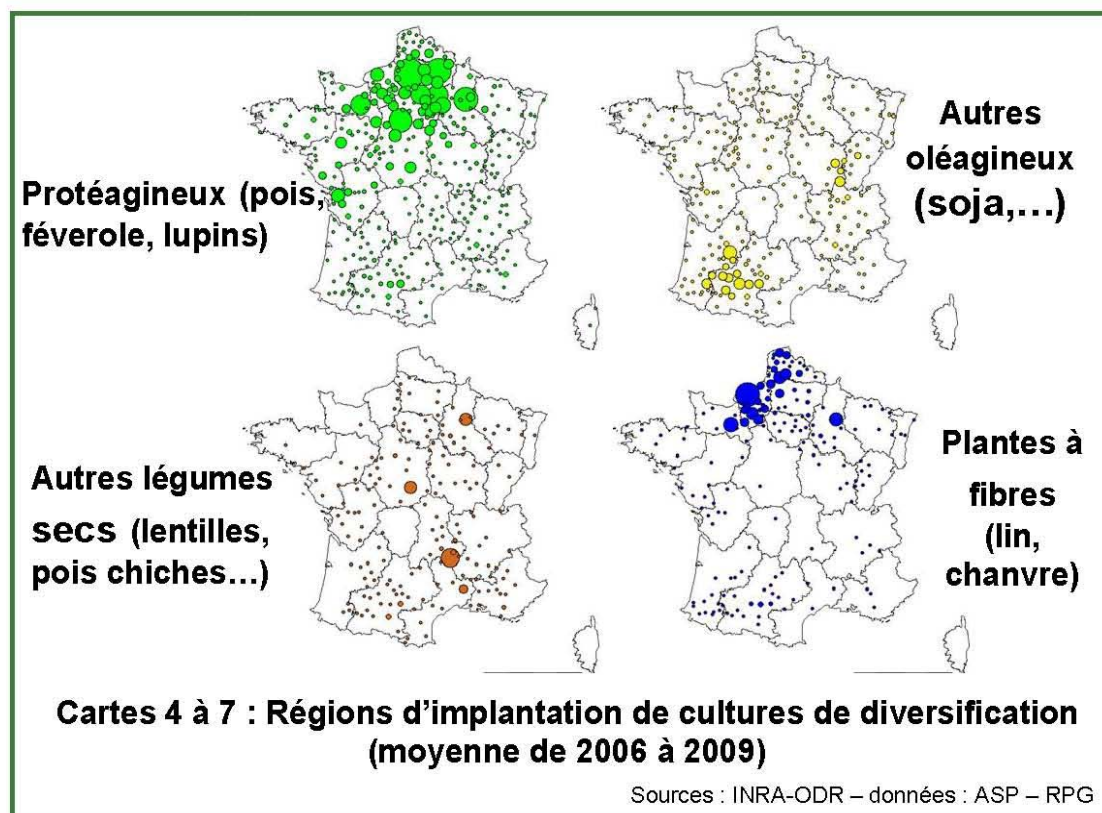 Protéagineux (pois,
féverole, lupins)
Autres
oléagineux
(soja,…)
Autres légumes
secs (lentilles,
pois chiches…)
Plantes à
fibres
(lin,
chanvre)
Cartes 4 à 7 : Régions d’implantation de cultures de diversification
(moyenne de 2006 à 2009)
Sources : INRA-ODR – données : ASP – RPG